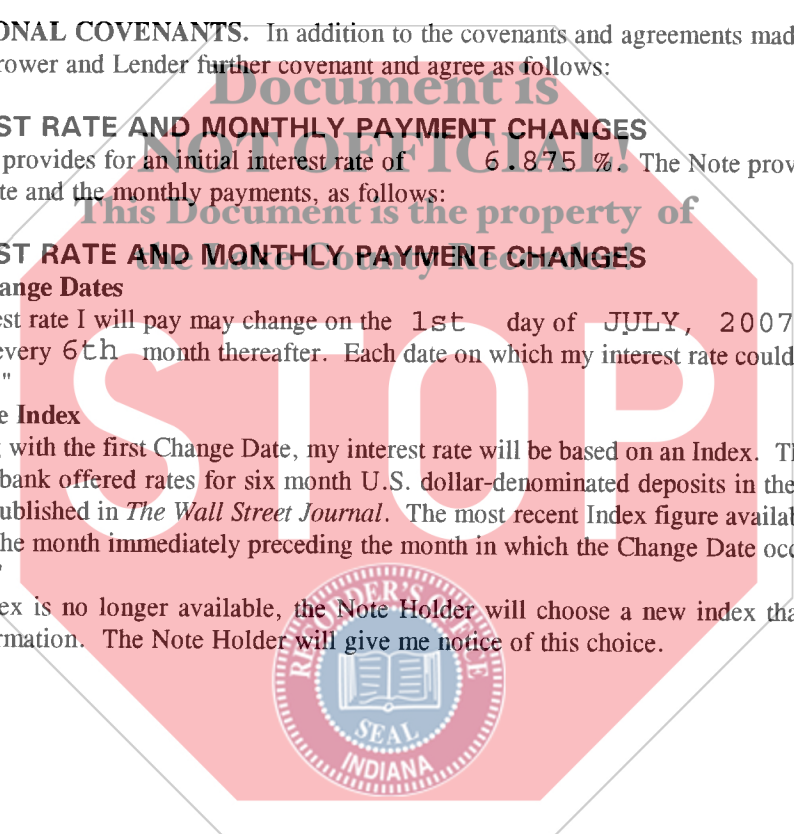 ONAL COVENANTS. In addition to the covenants and agreements mad
rower and Lender further covenant and agree as follows:
Document is
ST RATE AND MONTHLY PAYMENT CHANGES
NOT OFFICIAL!
provides for an initial interest rate of 6.875 %. The Note prov
te and the monthly payments, as follows:
This Document is the property of
the Lake County Recorder!
ST RATE AND MONTHLY PAYMENT CHANGES
ange Dates
est rate I will pay may change on the 1st day of JULY, 2007
every 6th month thereafter. Each date on which my interest rate could
"
e Index
with the first Change Date, my interest rate will be based on an Index. Th
bank offered rates for six month U.S. dollar-denominated deposits in the
ublished in The Wall Street Journal. The most recent Index figure availab
he month immediately preceding the month in which the Change Date occ
"
ex is no longer available, the Note Holder will choose a new index tha
rmation. The Note Holder will give me notice of this choice.
STOP
RECORDER'S OFFICE
SEAL
INDIANA